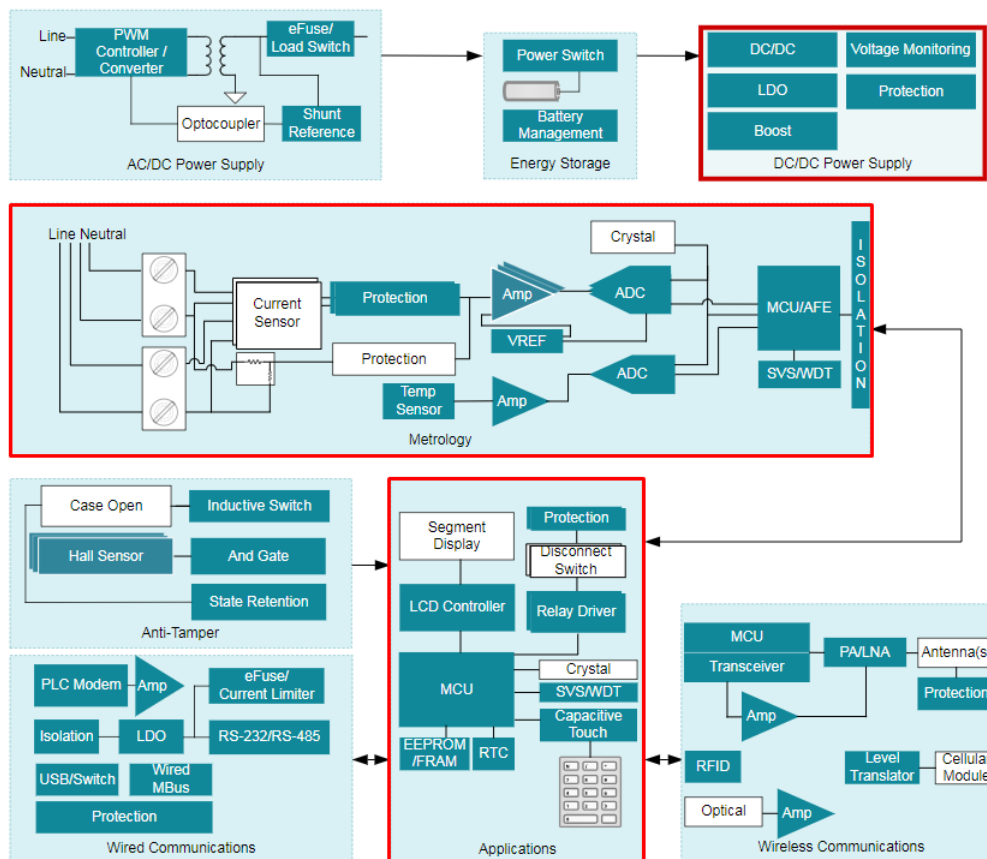 Line
Neutral
PWM
Controller /
Converter
eFuse/
Load Switch
Optocoupler
Shunt
Reference
AC/DC Power Supply
Power Switch
Battery
Management
Energy Storage
DC/DC
Voltage Monitoring
LDO
Protection
Boost
DC/DC Power Supply
Line Neutral
Current
Sensor
Protection
Protection
Temp
Sensor
Amp
VREF
Amp
Crystal
ADC
ADC
MCU/AFE
SVS/WDT
ISOLATION
Metrology
Case Open
Inductive Switch
Hall Sensor
And Gate
State Retention
Anti-Tamper
PLC Modem
Amp
eFuse/
Current Limiter
Isolation
LDO
RS-232/RS-485
USB/Switch
Wired
MBus
Protection
Wired Communications
Segment
Display
Protection
Disconnect
Switch
LCD Controller
Relay Driver
MCU
Crystal
SVS/WDT
Capacitive
Touch
EEPROM
/FRAM
RTC
Applications
MCU
Transceiver
PA/LNA
Antenna(s
Protection
Amp
RFID
Level
Translator
Cellular
Module
Optical
Amp
Wireless Communications